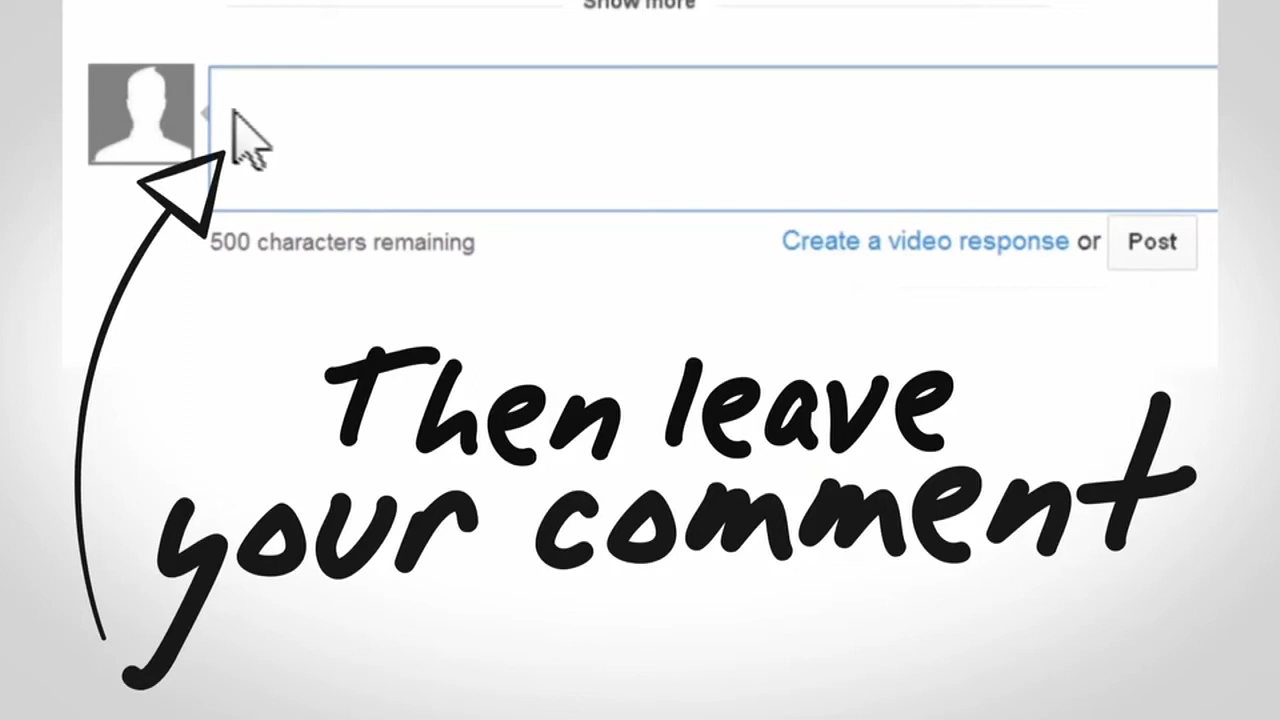 Show more
500 characters remaining
Create a video response or Post
Then leave
your comment